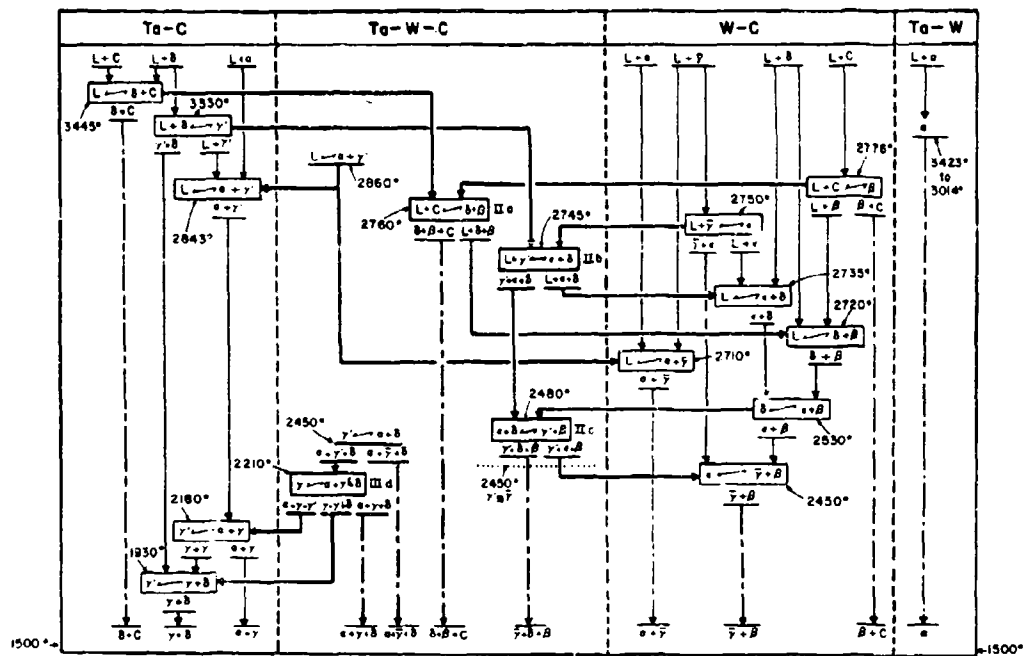 Ta-C Ta-W-C W-C Ta-W
L+C L+δ L+α L+α L+γ̄ L+δ L+C L+α
L δ+C
3445°
δ+C
3330°
L+δ γ'
γ'+δ L+γ'
α
3423°
to
3014°
L α+γ'
2860°
2776°
L+C β
L+β β+C
L α+γ'
α+γ'
2843°
L+C δ+β IIa
2760°
δ+β+C L+δ+β
2750°
L+γ̄ α
γ̄+α L+α
2745°
L+γ' α+δ IIb
γ'+α+δ L+α+δ
2735°
L α+δ
α+δ
2720°
L δ+β
δ+β
L α+γ̄ 2710°
α+γ̄
2480°
α+δ γ'+β IIc
γ'+δ+β γ'+α+β
2450°
γ'≅γ̄
δ α+β
α+β
2530°
α γ̄+β
γ̄+β
2450°
2450°
γ' α+δ
α+γ'+δ α+γ̄+δ
2210°
γ α+γ'+δ IIId
α+γ+γ' γ+γ'+δ α+γ+δ
2180°
γ' α+γ
γ+γ' α+γ
1930°
γ' γ+δ
γ+δ
δ+C γ+δ α+γ α+γ+δ α+γ̄+δ δ+β+C γ̄+δ+β α+γ̄ γ̄+β β+C α
1500° 1500°